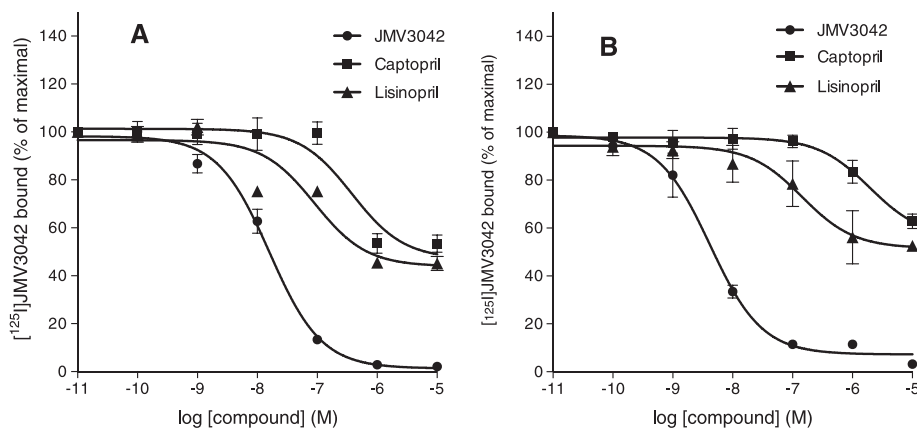 A
JMV3042
Captopril
Lisinopril
[125I]JMV3042 bound (% of maximal)
140
120
100
80
60
40
20
0
-11 -10 -9 -8 -7 -6 -5
log [compound] (M)
B
JMV3042
Captopril
Lisinopril
[125I]JMV3042 bound (% of maximal)
140
120
100
80
60
40
20
0
-11 -10 -9 -8 -7 -6 -5
log [compound] (M)